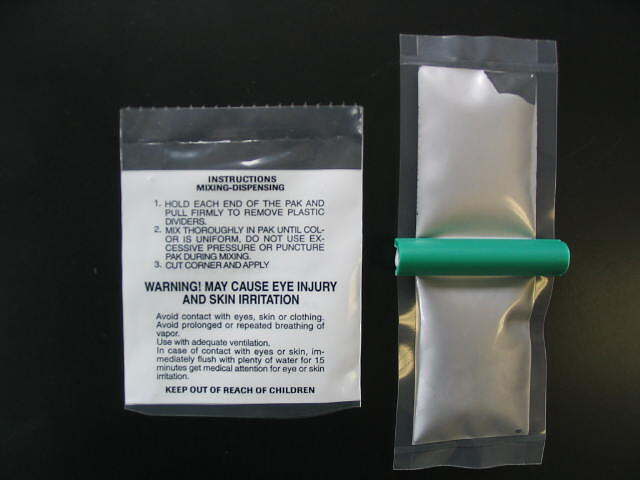 INSTRUCTIONS
MIXING-DISPENSING
1. HOLD EACH END OF THE PAK AND
PULL FIRMLY TO REMOVE PLASTIC
DIVIDERS.
2. MIX THOROUGHLY IN PAK UNTIL COL-
OR IS UNIFORM, DO NOT USE EX-
CESSIVE PRESSURE OR PUNCTURE
PAK DURING MIXING.
3. CUT CORNER AND APPLY
WARNING! MAY CAUSE EYE INJURY
AND SKIN IRRITATION
Avoid contact with eyes, skin or clothing.
Avoid prolonged or repeated breathing of
vapor.
Use with adequate ventilation.
In case of contact with eyes or skin, im-
mediately flush with plenty of water for 15
minutes get medical attention for eye or skin
irritation.
KEEP OUT OF REACH OF CHILDREN